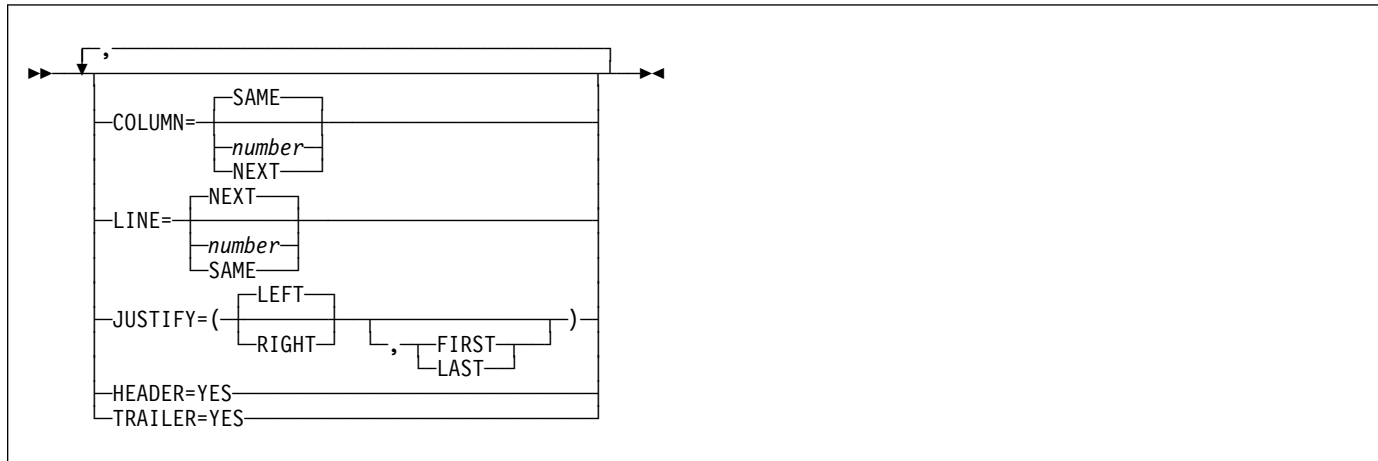 ,
SAME
COLUMN=
number
NEXT
NEXT
LINE=
number
SAME
LEFT
JUSTIFY=( )
RIGHT , FIRST
LAST
HEADER=YES
TRAILER=YES